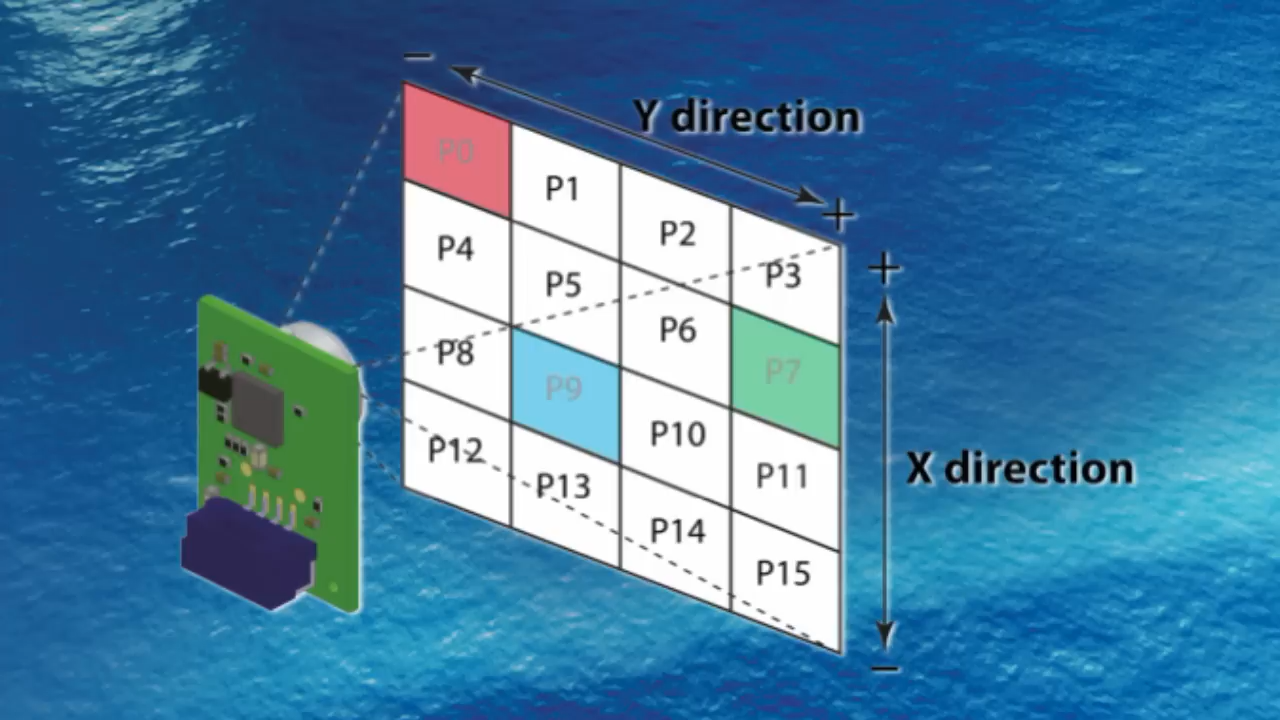 −
Y direction
+
P0 P1 P2 P3
+
P4 P5 P6 P7
P8 P9 P10 P11
X direction
P12 P13 P14 P15
−